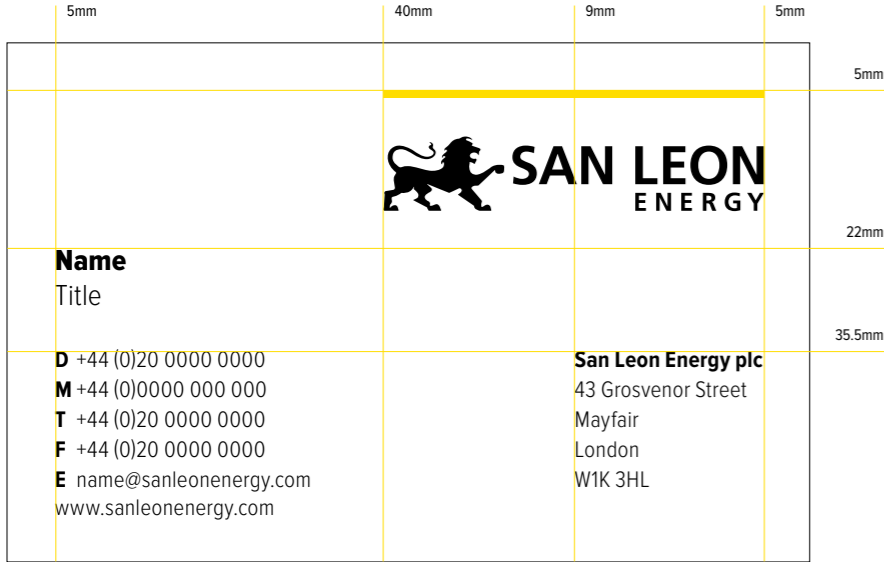 5mm 40mm 9mm 5mm
5mm
SAN LEON
ENERGY
22mm
Name
Title
35.5mm
D +44 (0)20 0000 0000
M +44 (0)0000 000 000
T +44 (0)20 0000 0000
F +44 (0)20 0000 0000
E name@sanleonenergy.com
www.sanleonenergy.com
San Leon Energy plc
43 Grosvenor Street
Mayfair
London
W1K 3HL